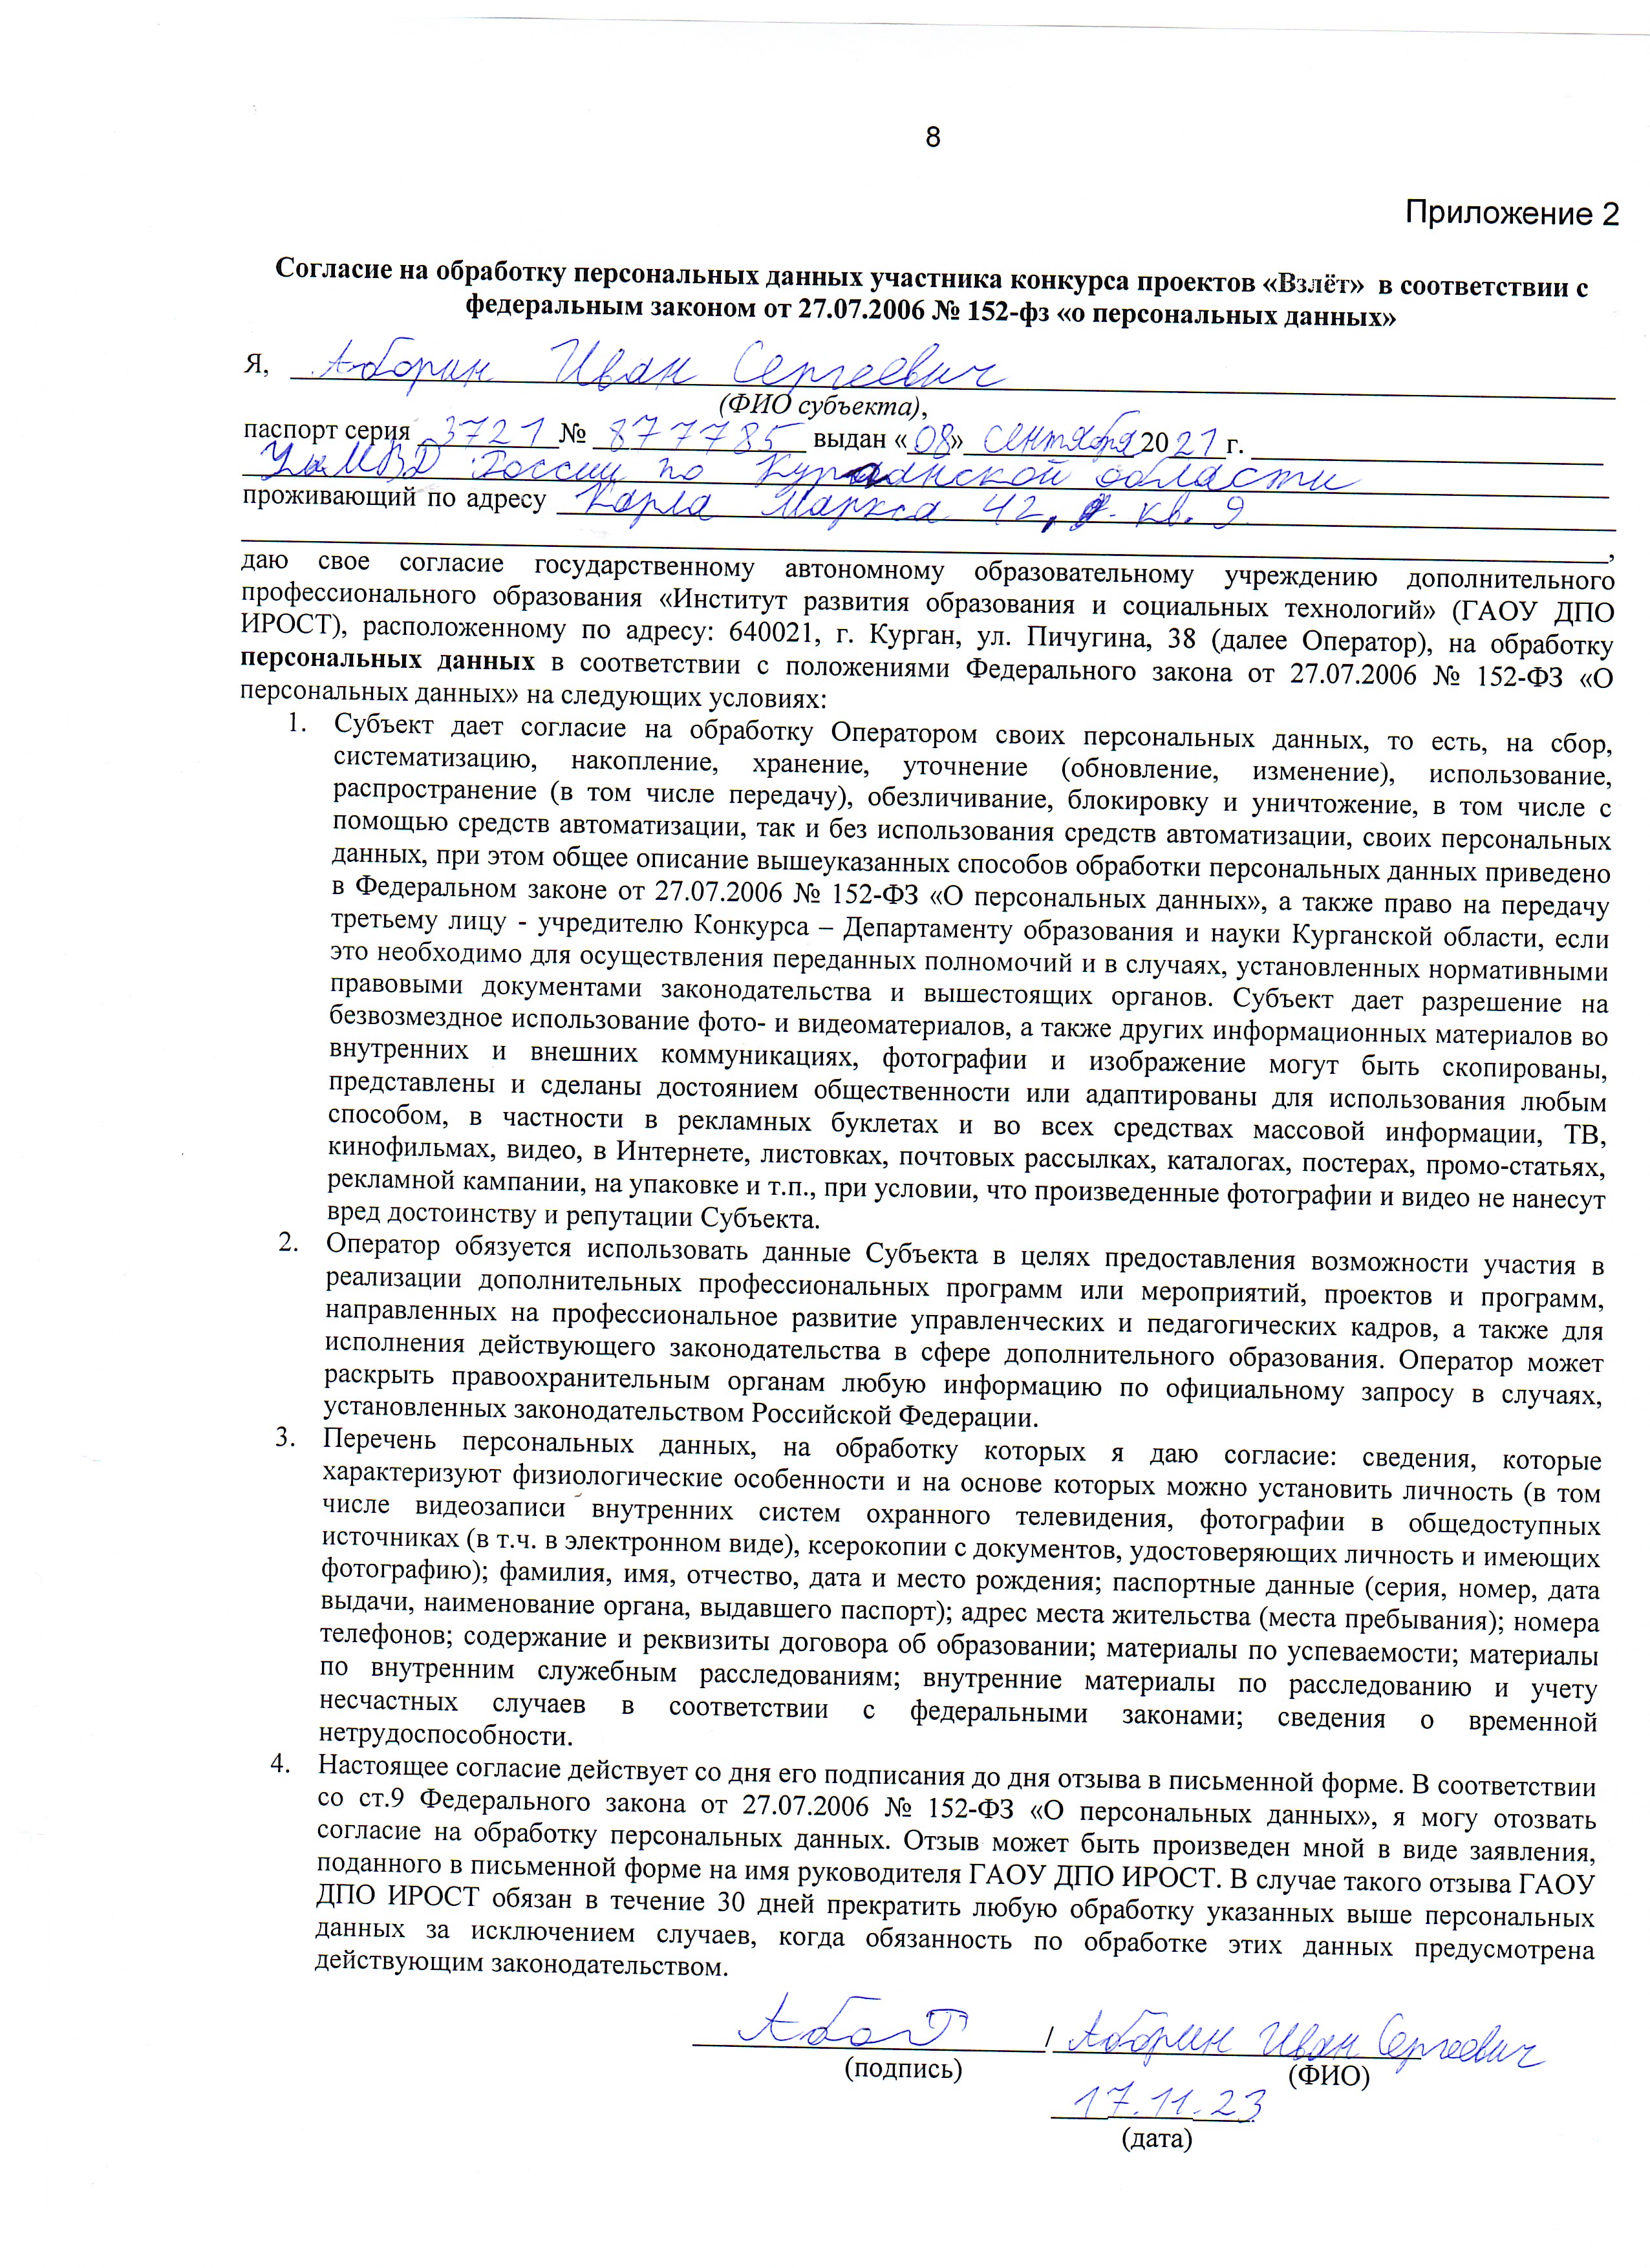 8
Приложение 2
Согласие на обработку персональных данных участника конкурса проектов «Взлёт» в соответствии с
федеральным законом от 27.07.2006 № 152-фз «о персональных данных»
Я, Аборин Иван Сергеевич
(ФИО субъекта),
паспорт серия 3721 № 877785 выдан «08» сентября 2021 г.
УМВД России по Курганской области
проживающий по адресу Карла Маркса 42, кв. 9
,
даю свое согласие государственному автономному образовательному учреждению дополнительного
профессионального образования «Институт развития образования и социальных технологий» (ГАОУ ДПО
ИРОСТ), расположенному по адресу: 640021, г. Курган, ул. Пичугина, 38 (далее Оператор), на обработку
персональных данных в соответствии с положениями Федерального закона от 27.07.2006 № 152-ФЗ «О
персональных данных» на следующих условиях:
1. Субъект дает согласие на обработку Оператором своих персональных данных, то есть, на сбор,
систематизацию, накопление, хранение, уточнение (обновление, изменение), использование,
распространение (в том числе передачу), обезличивание, блокировку и уничтожение, в том числе с
помощью средств автоматизации, так и без использования средств автоматизации, своих персональных
данных, при этом общее описание вышеуказанных способов обработки персональных данных приведено
в Федеральном законе от 27.07.2006 № 152-ФЗ «О персональных данных», а также право на передачу
третьему лицу - учредителю Конкурса – Департаменту образования и науки Курганской области, если
это необходимо для осуществления переданных полномочий и в случаях, установленных нормативными
правовыми документами законодательства и вышестоящих органов. Субъект дает разрешение на
безвозмездное использование фото- и видеоматериалов, а также других информационных материалов во
внутренних и внешних коммуникациях, фотографии и изображение могут быть скопированы,
представлены и сделаны достоянием общественности или адаптированы для использования любым
способом, в частности в рекламных буклетах и во всех средствах массовой информации, ТВ,
кинофильмах, видео, в Интернете, листовках, почтовых рассылках, каталогах, постерах, промо-статьях,
рекламной кампании, на упаковке и т.п., при условии, что произведенные фотографии и видео не нанесут
вред достоинству и репутации Субъекта.
2. Оператор обязуется использовать данные Субъекта в целях предоставления возможности участия в
реализации дополнительных профессиональных программ или мероприятий, проектов и программ,
направленных на профессиональное развитие управленческих и педагогических кадров, а также для
исполнения действующего законодательства в сфере дополнительного образования. Оператор может
раскрыть правоохранительным органам любую информацию по официальному запросу в случаях,
установленных законодательством Российской Федерации.
3. Перечень персональных данных, на обработку которых я даю согласие: сведения, которые
характеризуют физиологические особенности и на основе которых можно установить личность (в том
числе видеозаписи внутренних систем охранного телевидения, фотографии в общедоступных
источниках (в т.ч. в электронном виде), ксерокопии с документов, удостоверяющих личность и имеющих
фотографию); фамилия, имя, отчество, дата и место рождения; паспортные данные (серия, номер, дата
выдачи, наименование органа, выдавшего паспорт); адрес места жительства (места пребывания); номера
телефонов; содержание и реквизиты договора об образовании; материалы по успеваемости; материалы
по внутренним служебным расследованиям; внутренние материалы по расследованию и учету
несчастных случаев в соответствии с федеральными законами; сведения о временной
нетрудоспособности.
4. Настоящее согласие действует со дня его подписания до дня отзыва в письменной форме. В соответствии
со ст.9 Федерального закона от 27.07.2006 № 152-ФЗ «О персональных данных», я могу отозвать
согласие на обработку персональных данных. Отзыв может быть произведен мной в виде заявления,
поданного в письменной форме на имя руководителя ГАОУ ДПО ИРОСТ. В случае такого отзыва ГАОУ
ДПО ИРОСТ обязан в течение 30 дней прекратить любую обработку указанных выше персональных
данных за исключением случаев, когда обязанность по обработке этих данных предусмотрена
действующим законодательством.
/ Аборин Иван Сергеевич
(подпись) (ФИО)
17.11.23
(дата)